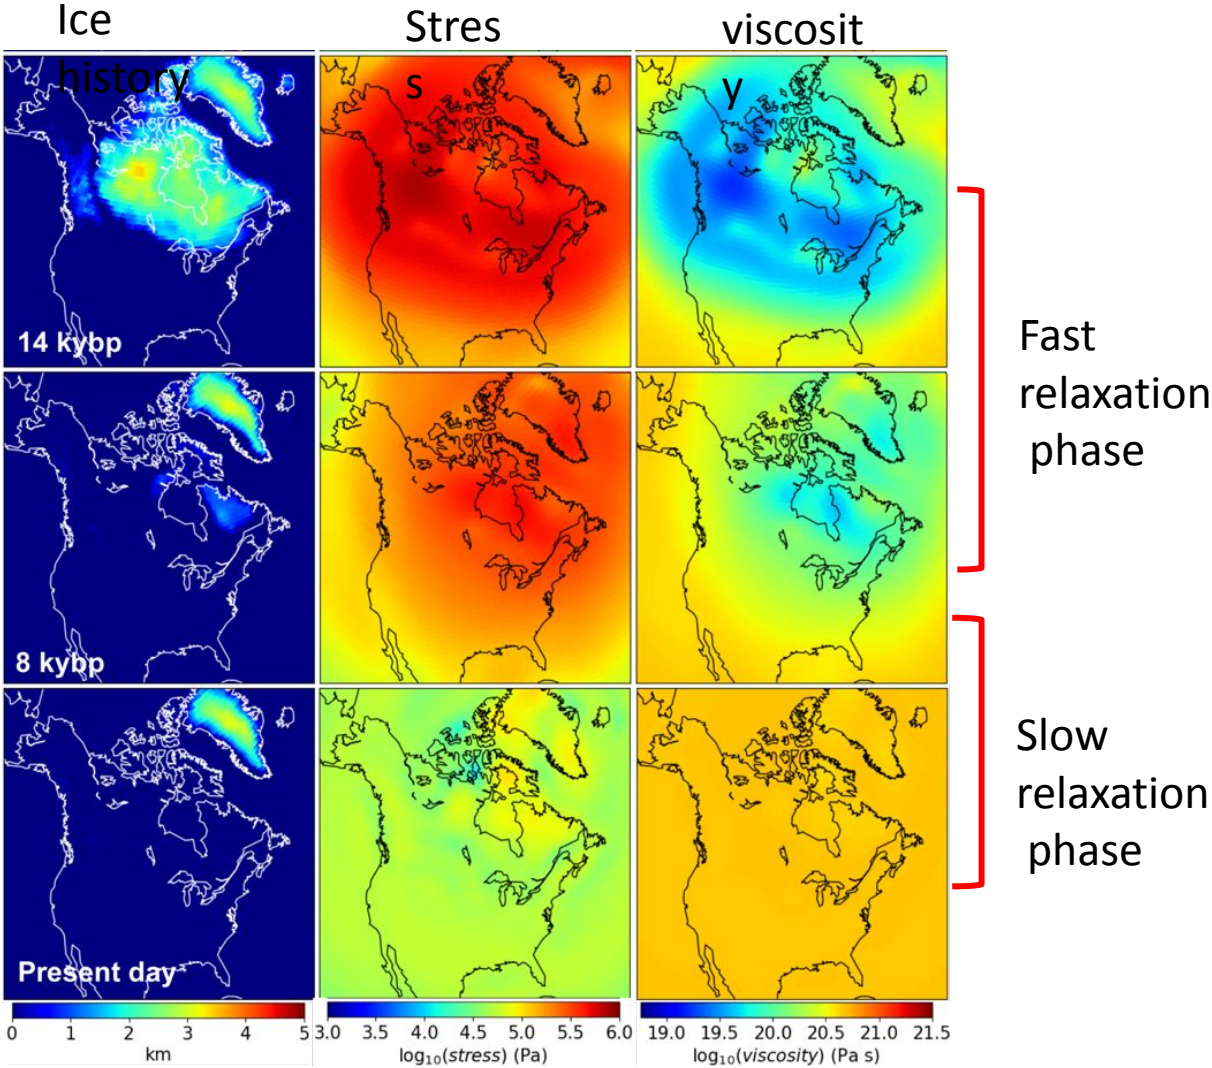 Ice
history
Stres
s
viscosit
y
14 kybp
8 kybp
Present day
Fast
relaxation
phase
Slow
relaxation
phase
0 1 2 3 4 5
km
3.0 3.5 4.0 4.5 5.0 5.5 6.0
log₁₀(stress) (Pa)
19.0 19.5 20.0 20.5 21.0 21.5
log₁₀(viscosity) (Pa s)